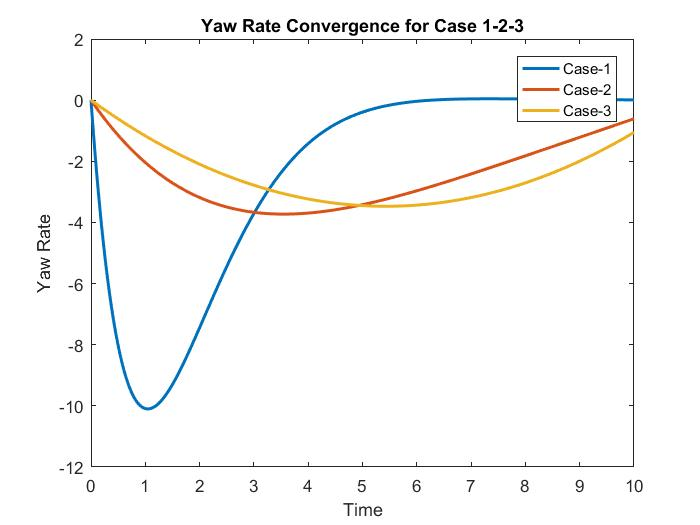 Yaw Rate Convergence for Case 1-2-3
2
0
-2
-4
-6
-8
-10
-12
Yaw Rate
Case-1
Case-2
Case-3
0 1 2 3 4 5 6 7 8 9 10
Time